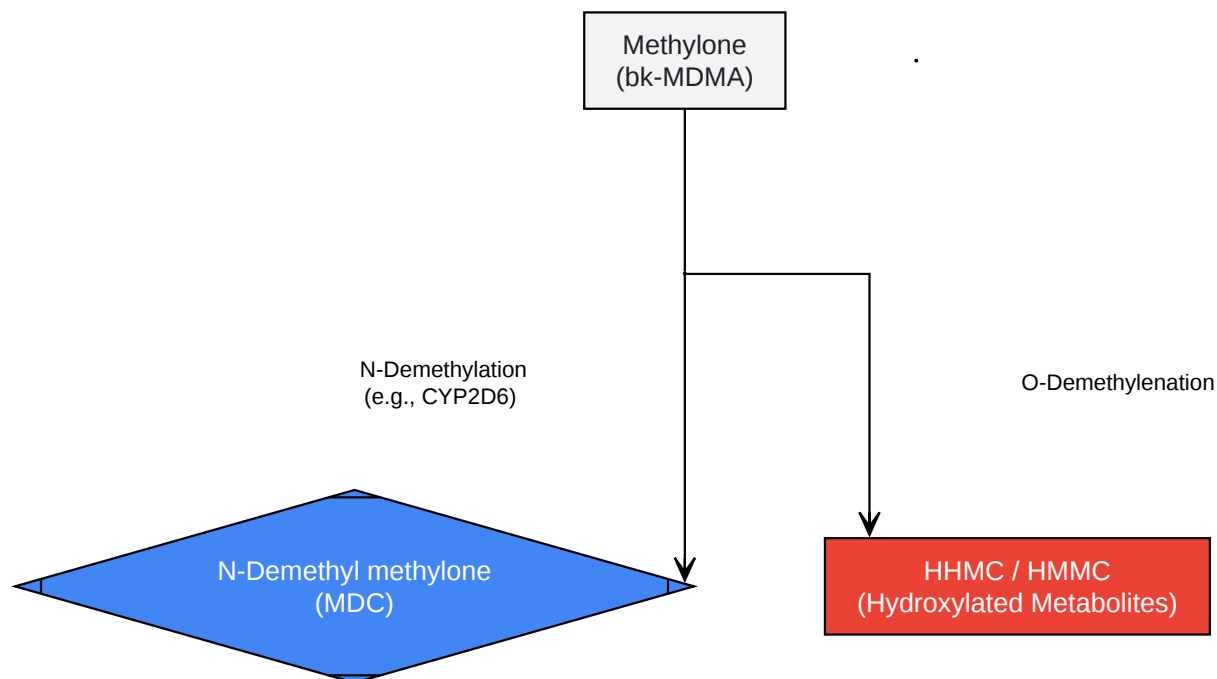 Methylone
(bk-MDMA)
N-Demethylation
(e.g., CYP2D6)
O-Demethylenation
N-Demethyl methylone
(MDC)
HHMC / HMMC
(Hydroxylated Metabolites)